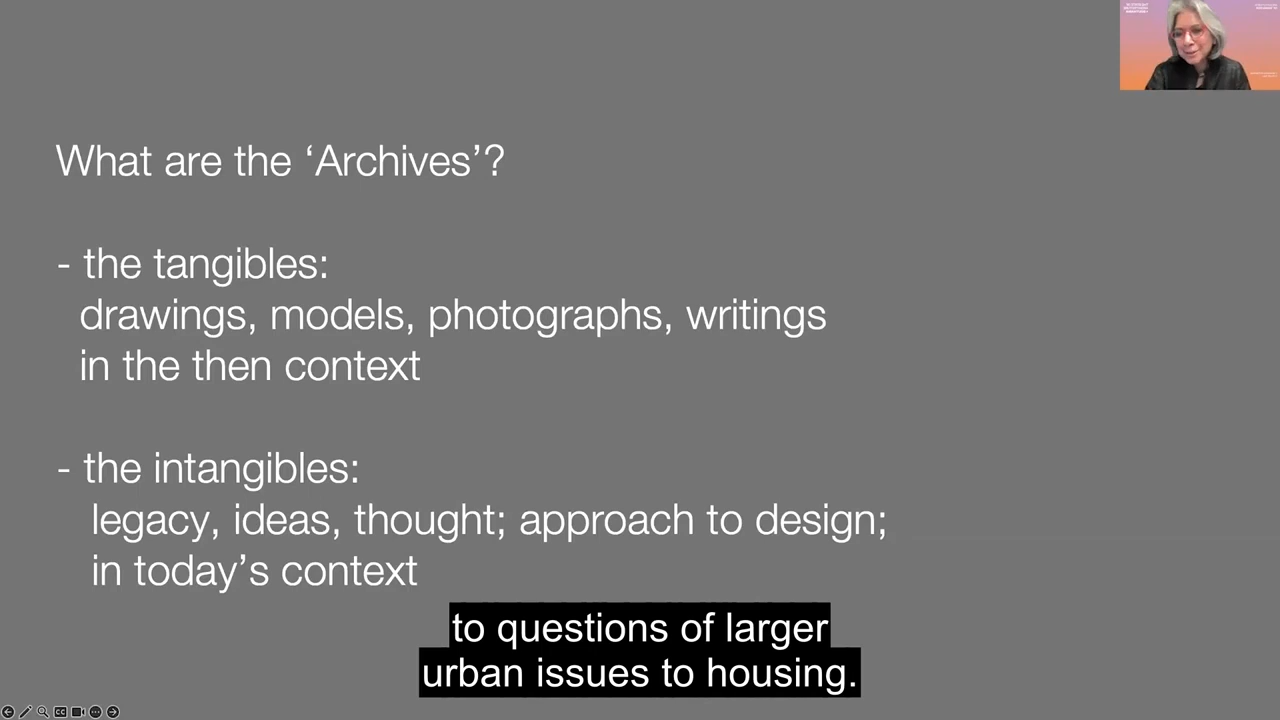 What are the ‘Archives’?
- the tangibles:
drawings, models, photographs, writings
in the then context
- the intangibles:
legacy, ideas, thought; approach to design;
in today’s context
to questions of larger
urban issues to housing.